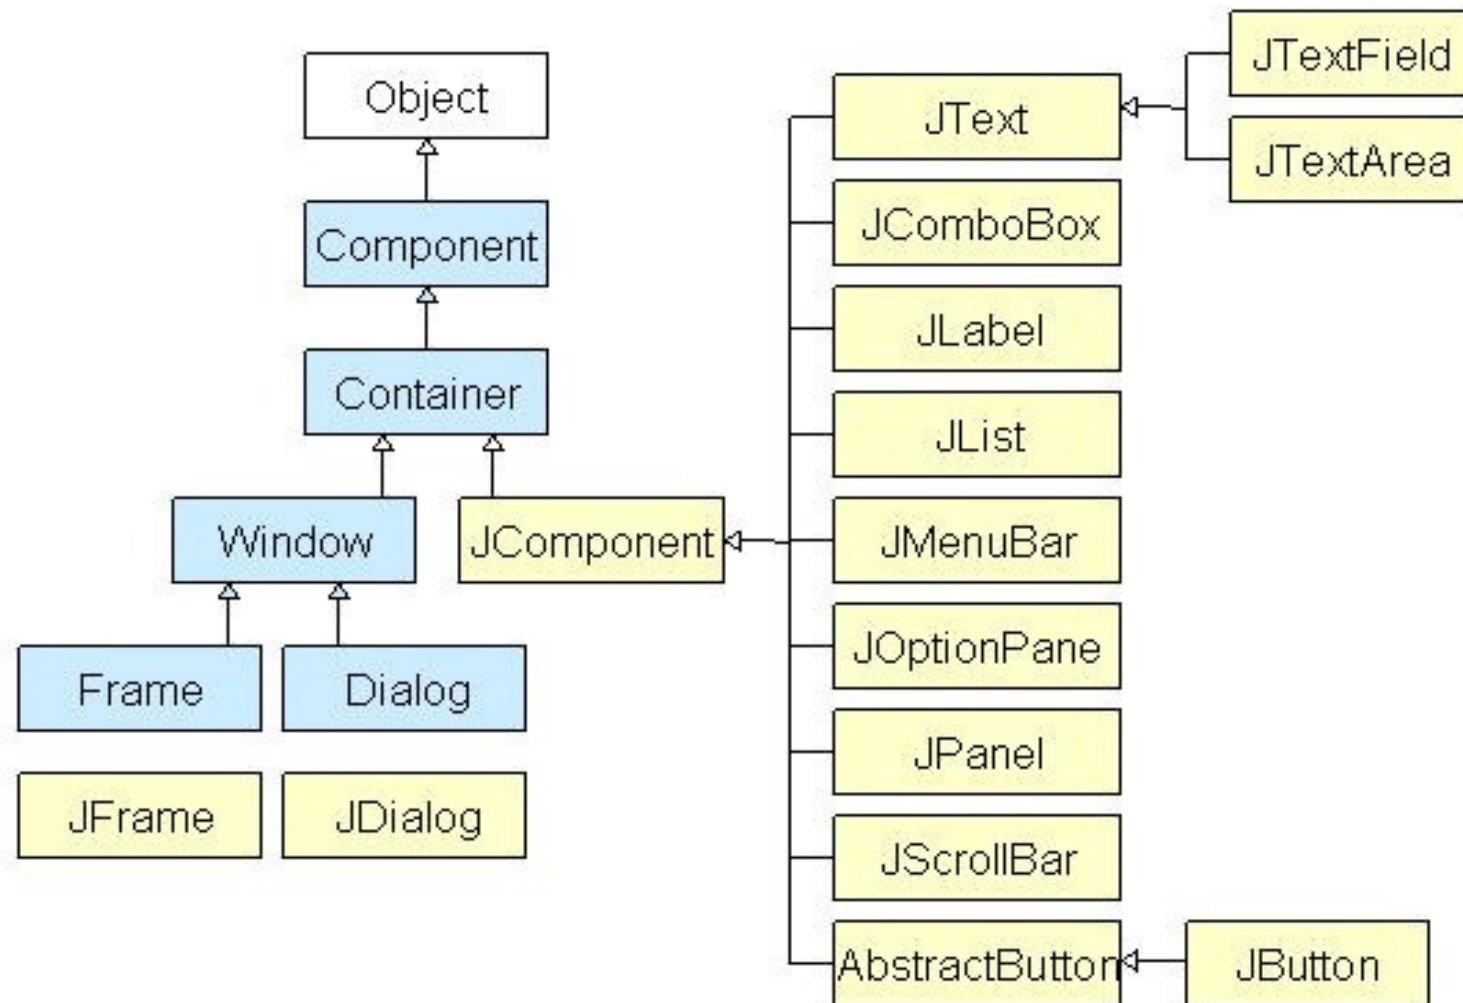 Object
Component
Container
Window
JComponent
Frame
Dialog
JFrame
JDialog
JText
JComboBox
JLabel
JList
JMenuBar
JOptionPane
JPanel
JScrollBar
AbstractButton
JTextField
JTextArea
JButton